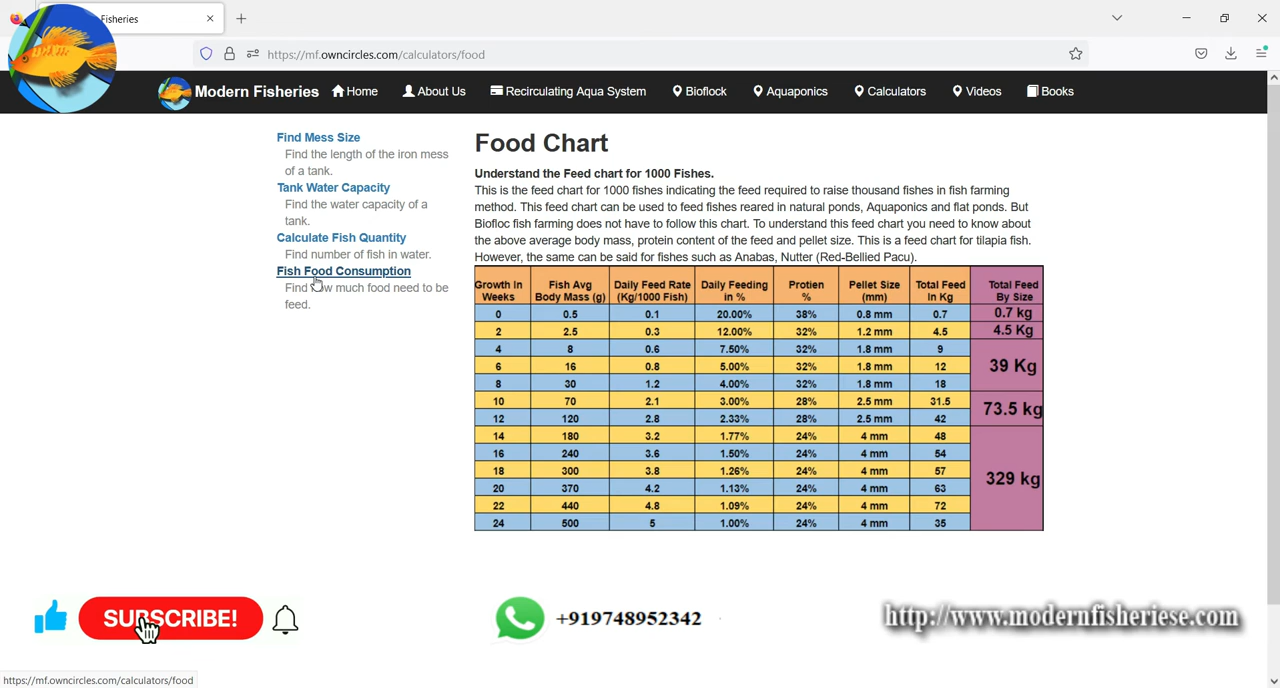 Fisheries
https://mf.owncircles.com/calculators/food
Modern Fisheries Home About Us Recirculating Aqua System Bioflock Aquaponics Calculators Videos Books
Find Mess Size
Find the length of the iron mess
of a tank.
Tank Water Capacity
Find the water capacity of a
tank.
Calculate Fish Quantity
Find number of fish in water.
Fish Food Consumption
Find how much food need to be
feed.
Food Chart
Understand the Feed chart for 1000 Fishes.
This is the feed chart for 1000 fishes indicating the feed required to raise thousand fishes in fish farming
method. This feed chart can be used to feed fishes reared in natural ponds, Aquaponics and flat ponds. But
Biofloc fish farming does not have to follow this chart. To understand this feed chart you need to know about
the above average body mass, protein content of the feed and pellet size. This is a feed chart for tilapia fish.
However, the same can be said for fishes such as Anabas, Nutter (Red-Bellied Pacu).
Growth In Fish Avg Daily Feed Rate Daily Feeding Protien Pellet Size Total Feed Total Feed
Weeks Body Mass (g) (Kg/1000 Fish) in % % (mm) In Kg By Size
0 0.5 0.1 20.00% 38% 0.8 mm 0.7 0.7 kg
2 2.5 0.3 12.00% 32% 1.2 mm 4.5 4.5 Kg
4 8 0.6 7.50% 32% 1.8 mm 9
6 16 0.8 5.00% 32% 1.8 mm 12 39 Kg
8 30 1.2 4.00% 32% 1.8 mm 18
10 70 2.1 3.00% 28% 2.5 mm 31.5 73.5 kg
12 120 2.8 2.33% 28% 2.5 mm 42
14 180 3.2 1.77% 24% 4 mm 48
16 240 3.6 1.50% 24% 4 mm 54
18 300 3.8 1.26% 24% 4 mm 57 329 kg
20 370 4.2 1.13% 24% 4 mm 63
22 440 4.8 1.09% 24% 4 mm 72
24 500 5 1.00% 24% 4 mm 35
SUBSCRIBE! +919748952342 http://www.modernfisheriese.com
https://mf.owncircles.com/calculators/food